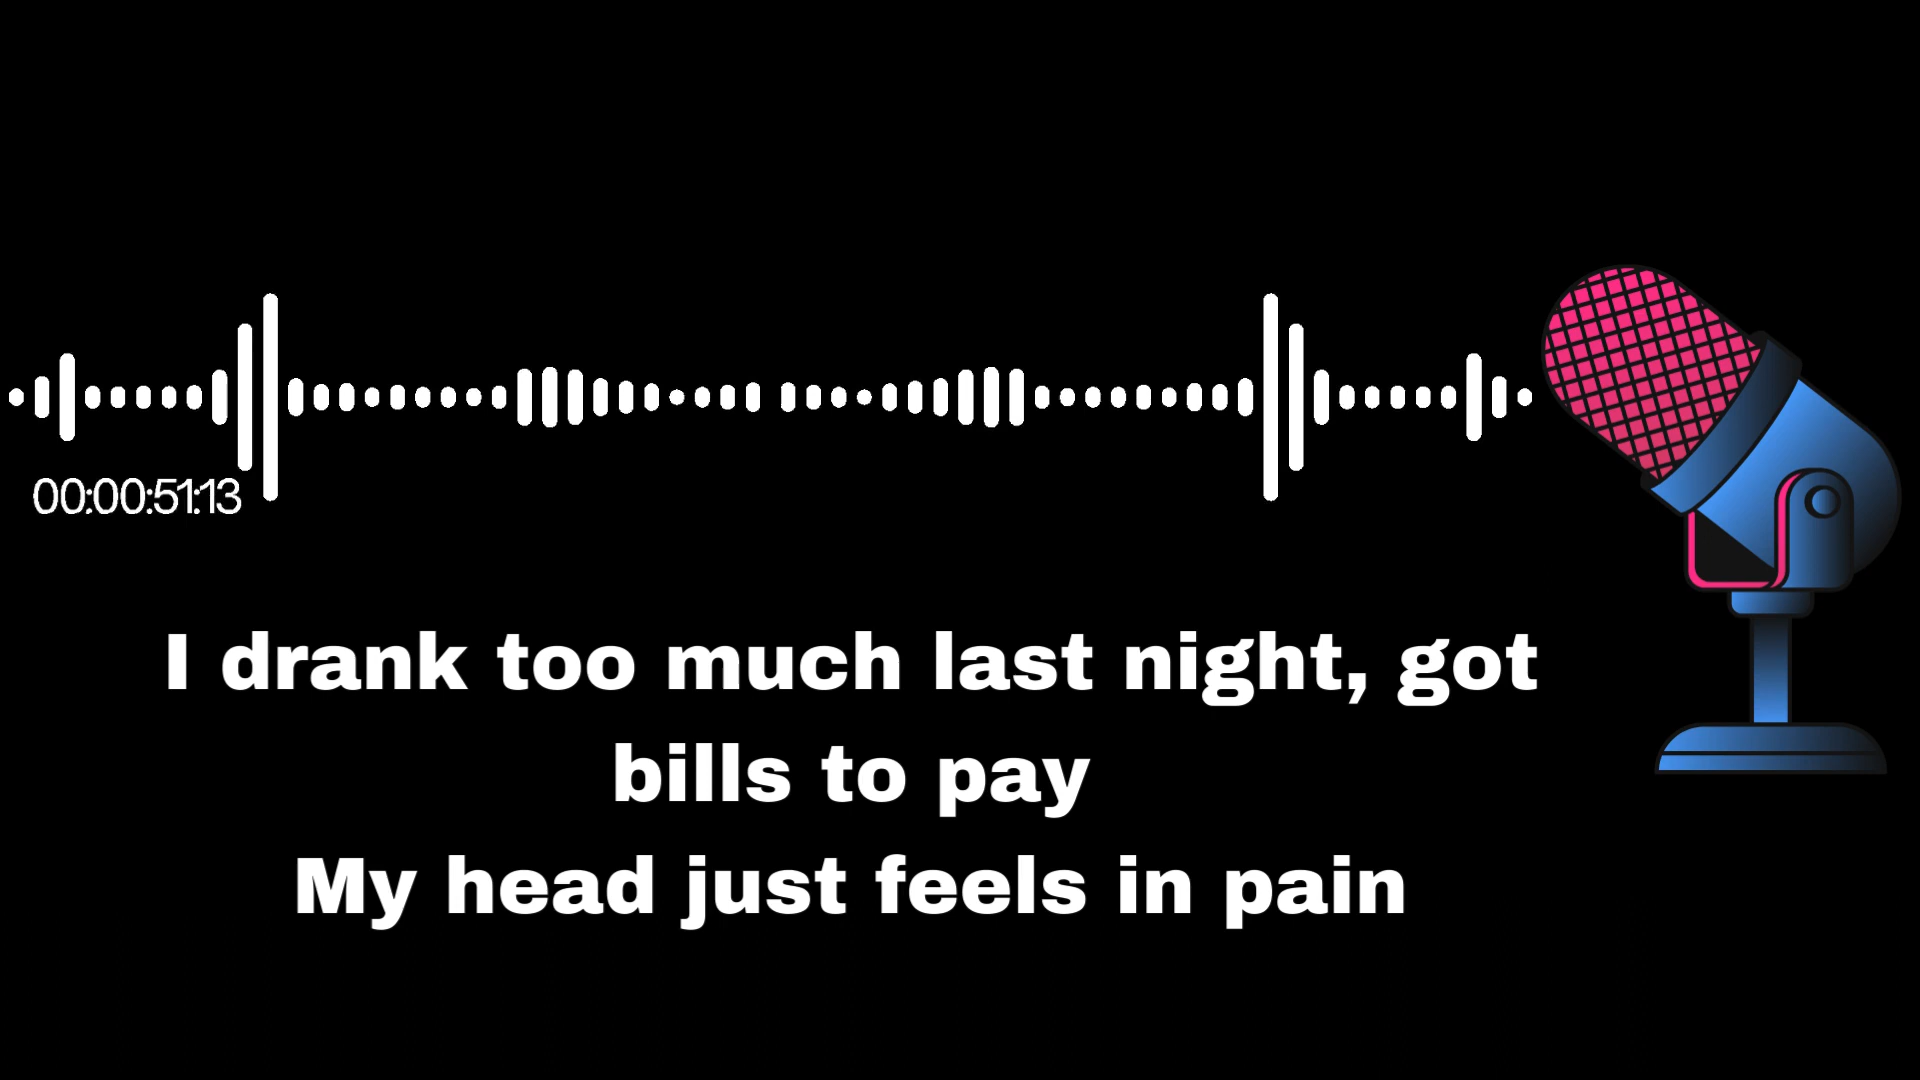 00:00:51:13
I drank too much last night, got
bills to pay
My head just feels in pain